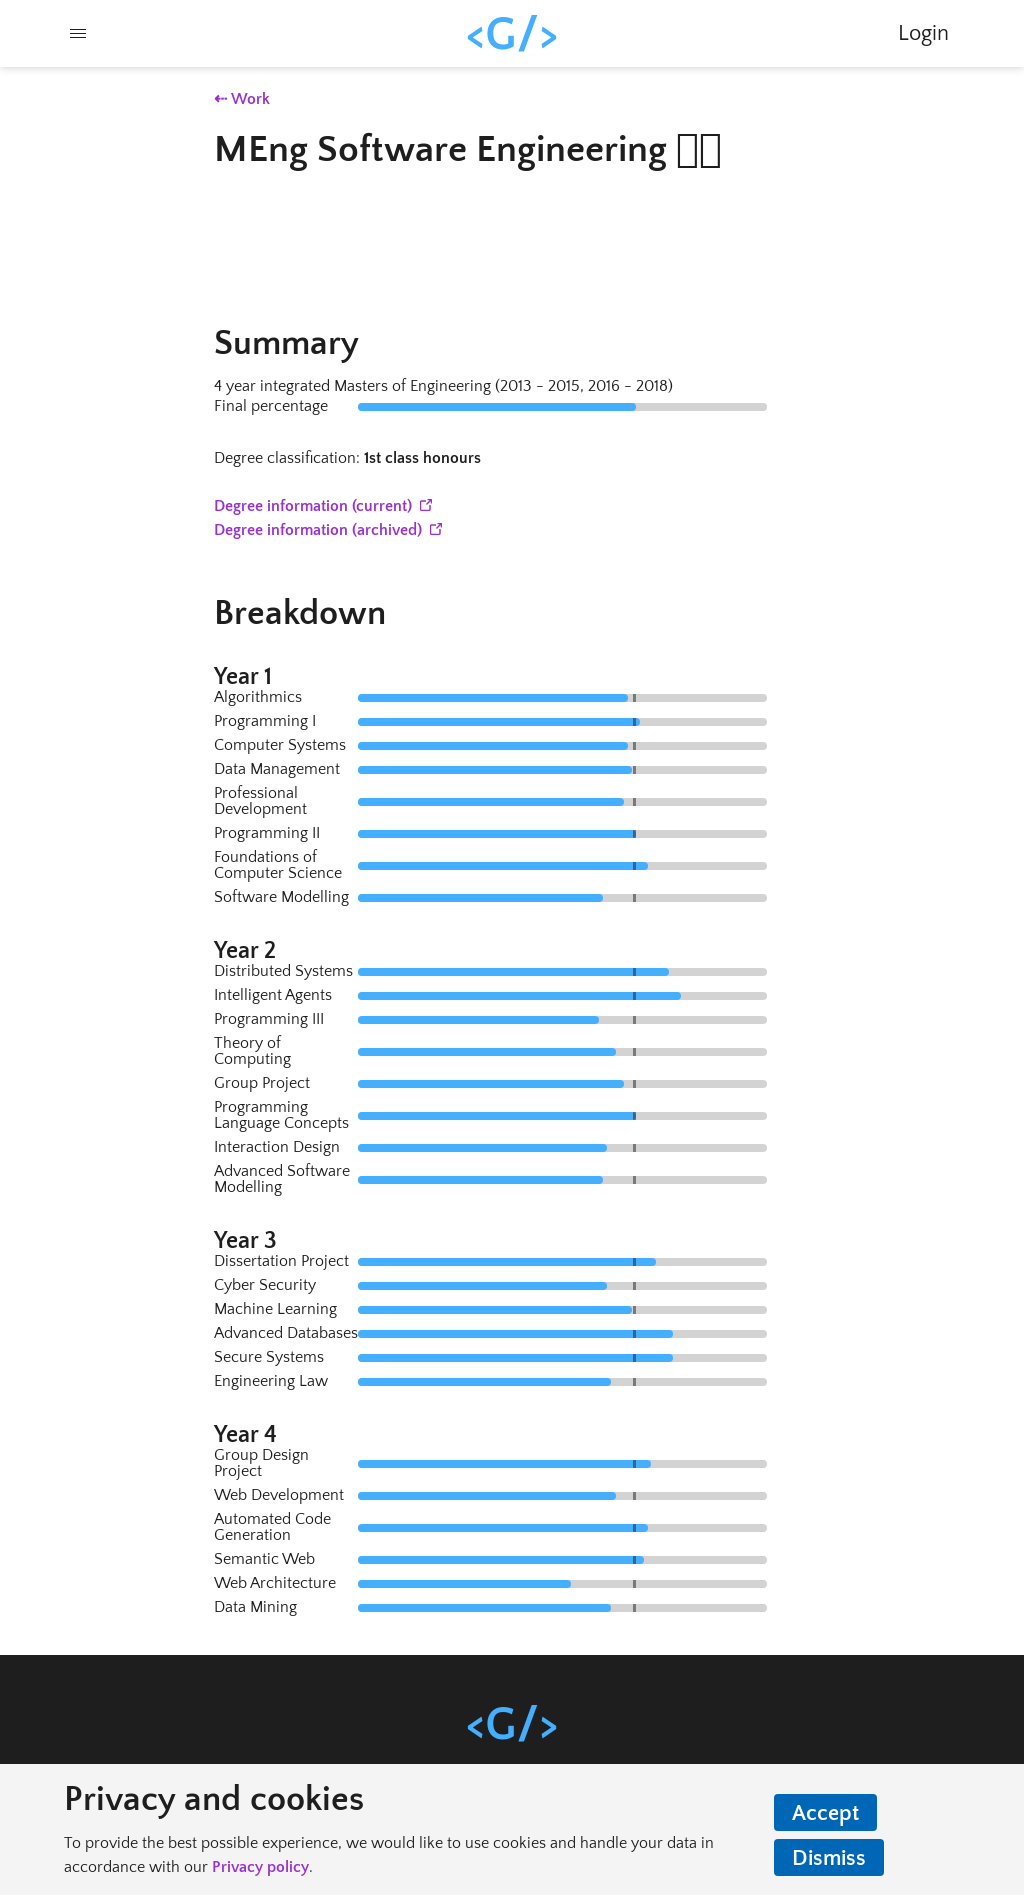 <G/>
Login
⇠ Work
MEng Software Engineering
Summary
4 year integrated Masters of Engineering (2013 - 2015, 2016 - 2018)
Final percentage
Degree classification: 1st class honours
Degree information (current)
Degree information (archived)
Breakdown
Year 1
Algorithmics
Programming I
Computer Systems
Data Management
Professional
Development
Programming II
Foundations of
Computer Science
Software Modelling
Year 2
Distributed Systems
Intelligent Agents
Programming III
Theory of
Computing
Group Project
Programming
Language Concepts
Interaction Design
Advanced Software
Modelling
Year 3
Dissertation Project
Cyber Security
Machine Learning
Advanced Databases
Secure Systems
Engineering Law
Year 4
Group Design
Project
Web Development
Automated Code
Generation
Semantic Web
Web Architecture
Data Mining
<G/>
Privacy and cookies
To provide the best possible experience, we would like to use cookies and handle your data in
accordance with our Privacy policy.
Accept
Dismiss